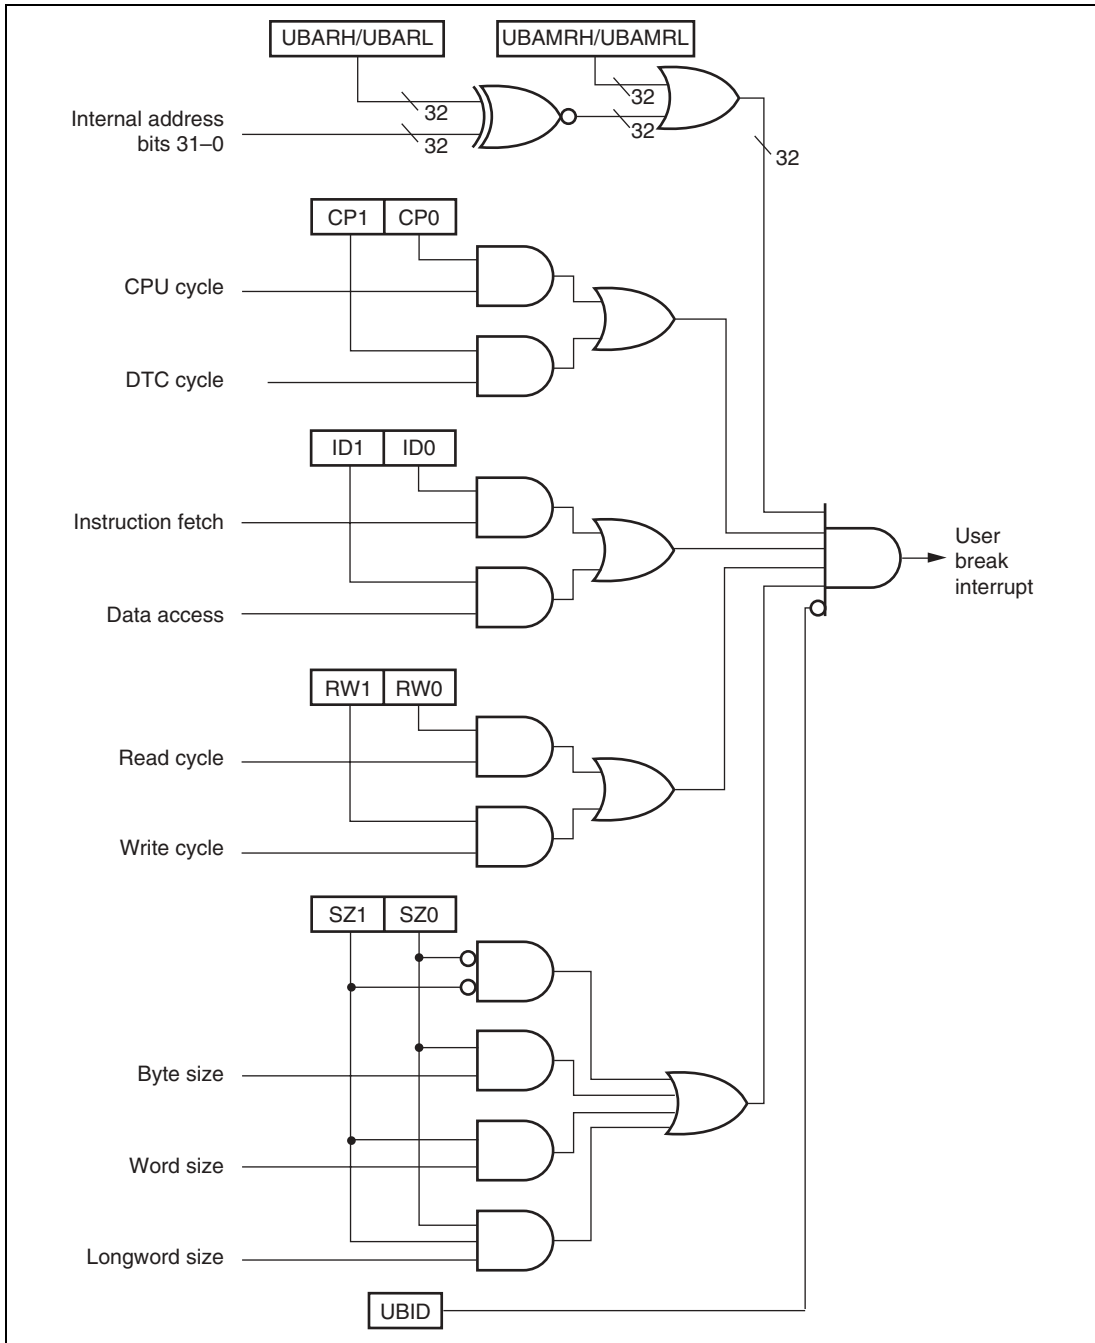 UBARH/UBARL
UBAMRH/UBAMRL
32
32
32
32
32
Internal address
bits 31–0
CP1 CP0
CPU cycle
DTC cycle
ID1 ID0
Instruction fetch
Data access
User
break
interrupt
RW1 RW0
Read cycle
Write cycle
SZ1 SZ0
Byte size
Word size
Longword size
UBID